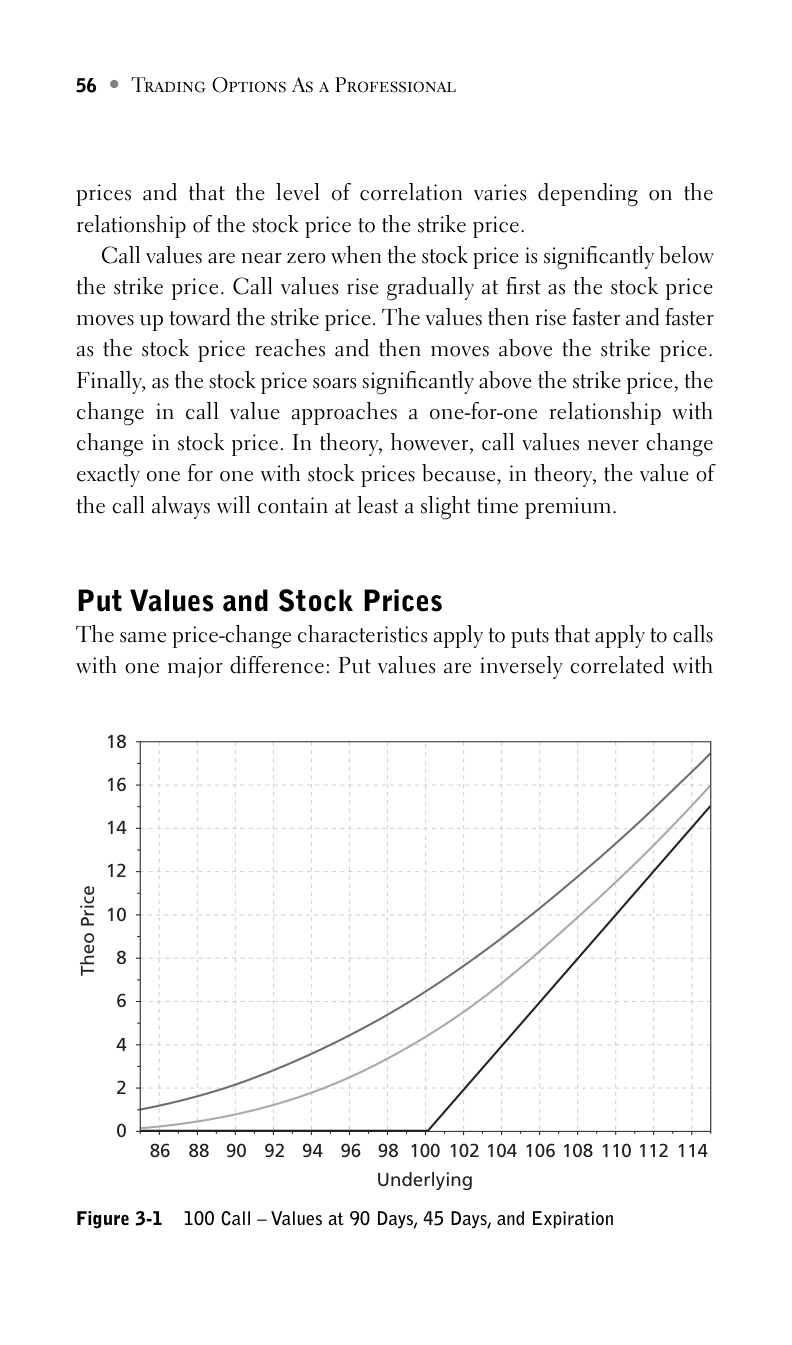 56 • Trading Options As a Professional
prices and that the level of correlation varies depending on the
relationship of the stock price to the strike price.
Call values are near zero when the stock price is significantly below
the strike price. Call values rise gradually at first as the stock price
moves up toward the strike price. The values then rise faster and faster
as the stock price reaches and then moves above the strike price.
Finally, as the stock price soars significantly above the strike price, the
change in call value approaches a one-for-one relationship with
change in stock price. In theory, however, call values never change
exactly one for one with stock prices because, in theory, the value of
the call always will contain at least a slight time premium.
Put Values and Stock Prices
The same price-change characteristics apply to puts that apply to calls
with one major difference: Put values are inversely correlated with
18
16
14
12
10
8
6
4
2
0
Theo Price
86 88 90 92 94 96 98 100 102 104 106 108 110 112 114
Underlying
Figure 3-1 100 Call – Values at 90 Days, 45 Days, and Expiration